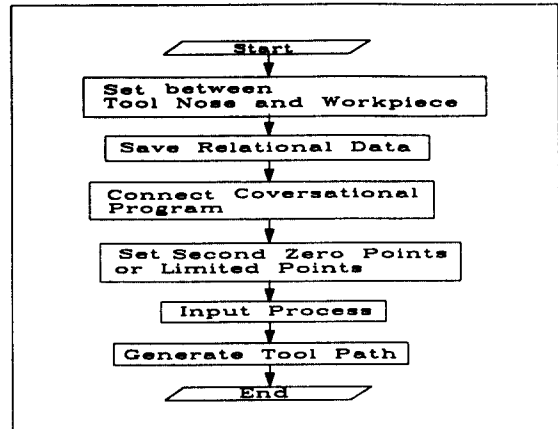 Start
Set between
Tool Nose and Workpiece
Save Relational Data
Connect Coversational
Program
Set Second Zero Points
or Limited Points
Input Process
Generate Tool Path
End